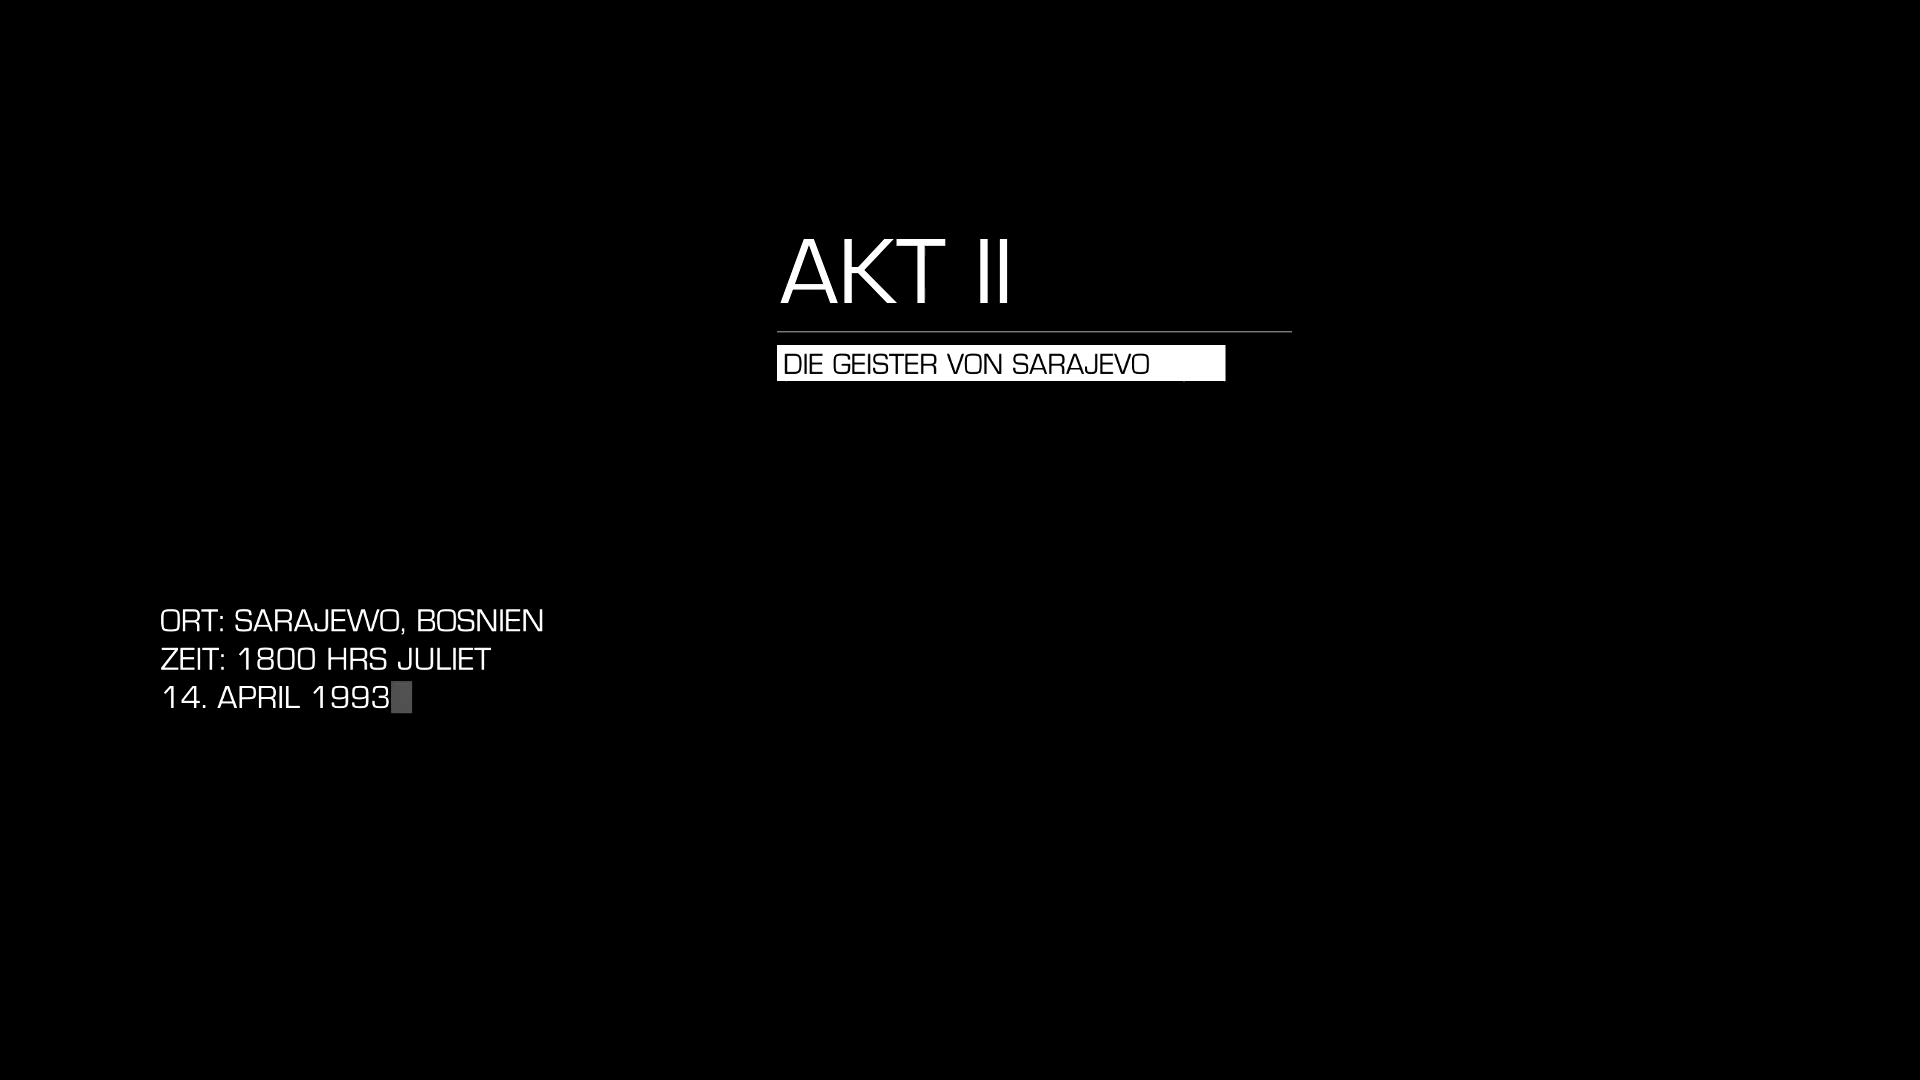 AKT II
DIE GEISTER VON SARAJEVO
ORT: SARAJEWO, BOSNIEN
ZEIT: 1800 HRS JULIET
14. APRIL 1993